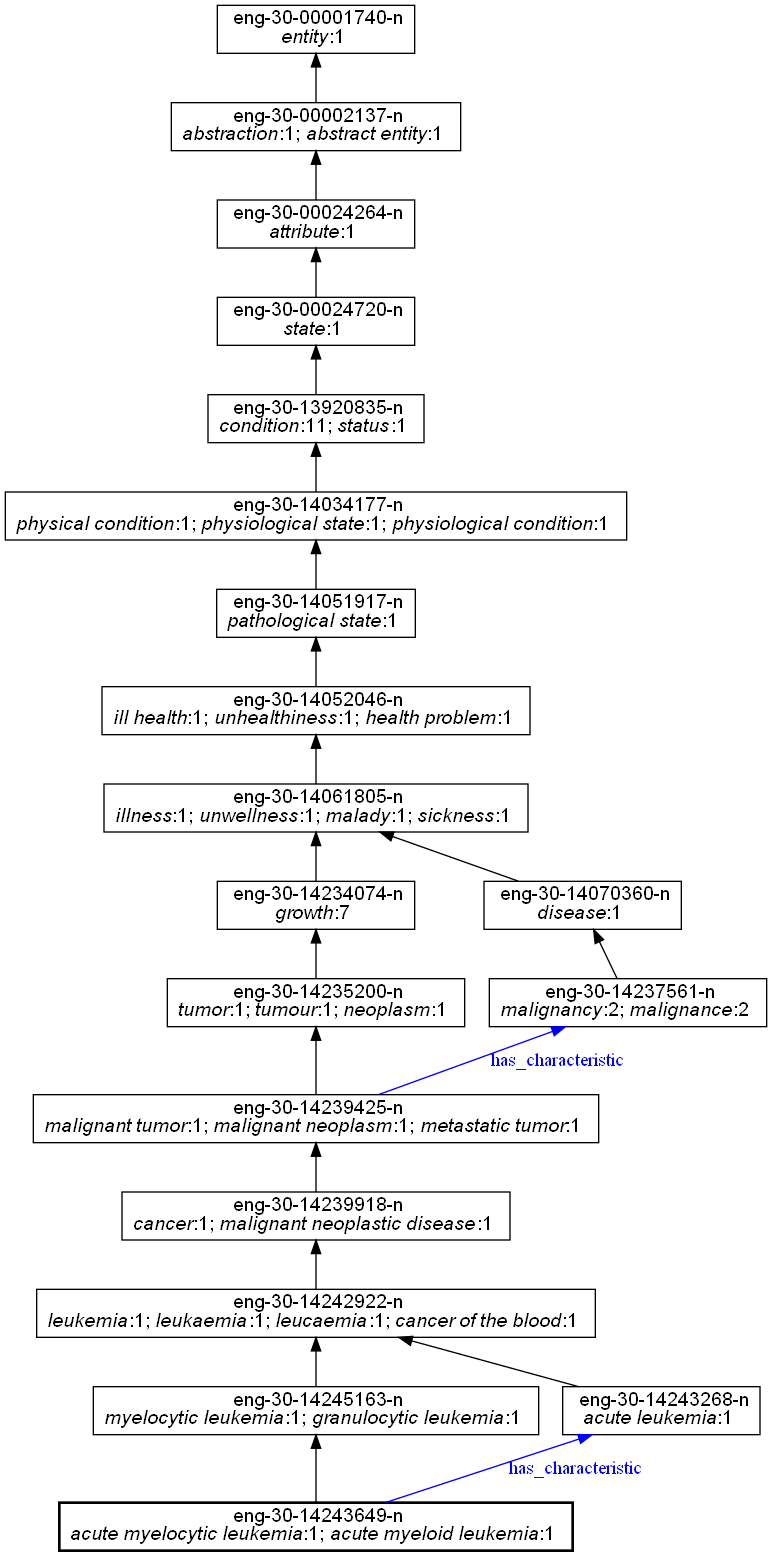 eng-30-00001740-n
entity:1
eng-30-00002137-n
abstraction:1; abstract entity:1
eng-30-00024264-n
attribute:1
eng-30-00024720-n
state:1
eng-30-13920835-n
condition:11; status:1
eng-30-14034177-n
physical condition:1; physiological state:1; physiological condition:1
eng-30-14051917-n
pathological state:1
eng-30-14052046-n
ill health:1; unhealthiness:1; health problem:1
eng-30-14061805-n
illness:1; unwellness:1; malady:1; sickness:1
eng-30-14234074-n
growth:7
eng-30-14070360-n
disease:1
eng-30-14235200-n
tumor:1; tumour:1; neoplasm:1
eng-30-14237561-n
malignancy:2; malignance:2
has_characteristic
eng-30-14239425-n
malignant tumor:1; malignant neoplasm:1; metastatic tumor:1
eng-30-14239918-n
cancer:1; malignant neoplastic disease:1
eng-30-14242922-n
leukemia:1; leukaemia:1; leucaemia:1; cancer of the blood:1
eng-30-14245163-n
myelocytic leukemia:1; granulocytic leukemia:1
eng-30-14243268-n
acute leukemia:1
has_characteristic
eng-30-14243649-n
acute myelocytic leukemia:1; acute myeloid leukemia:1